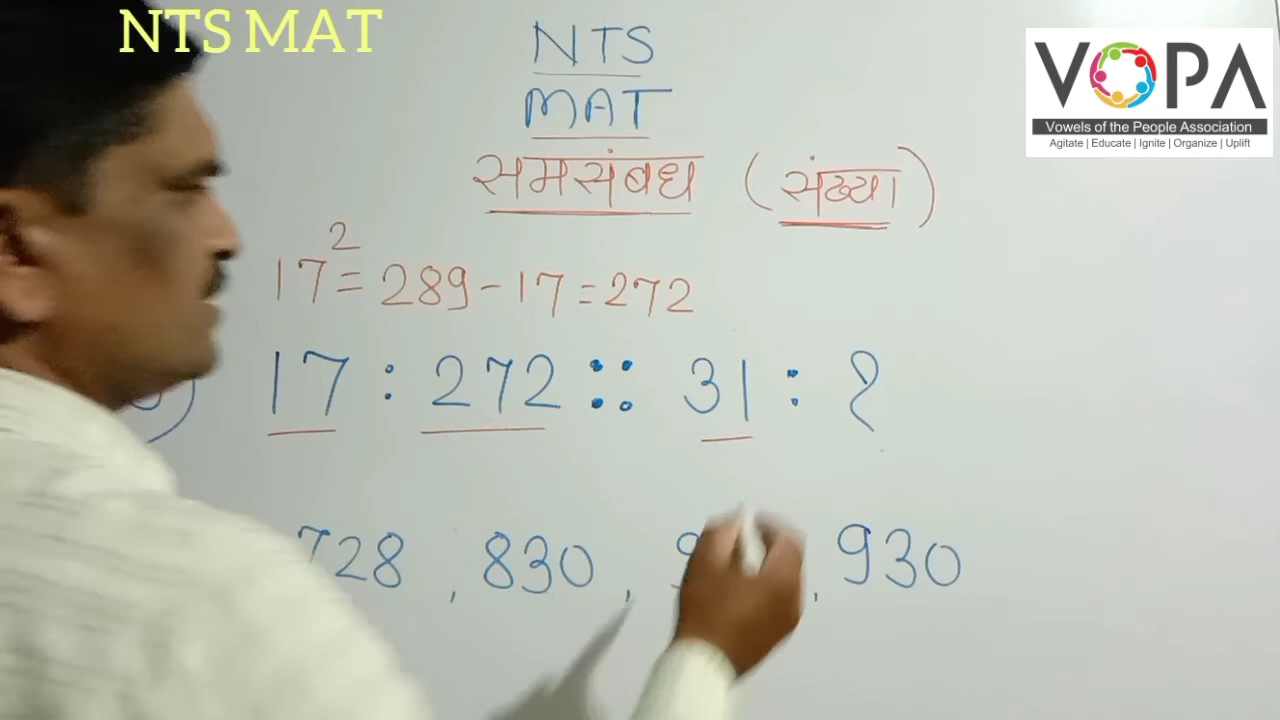 NTS MAT
NTS
MAT
समसंबध (संख्या)
VOPA
Vowels of the People Association
Agitate | Educate | Ignite | Organize | Uplift
17² = 289 - 17 = 272
17 : 272 :: 31 : ?
728 , 830 , , 930